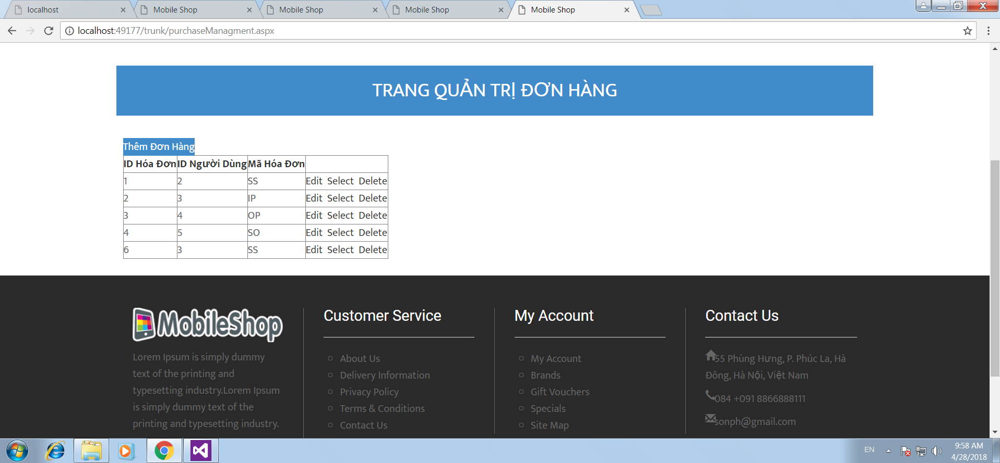 localhost
Mobile Shop
Mobile Shop
Mobile Shop
Mobile Shop
localhost:49177/trunk/purchaseManagment.aspx
TRANG QUẢN TRỊ ĐƠN HÀNG
Thêm Đơn Hàng
ID Hóa Đơn ID Người Dùng Mã Hóa Đơn
1 2 SS Edit Select Delete
2 3 IP Edit Select Delete
3 4 OP Edit Select Delete
4 5 SO Edit Select Delete
6 3 SS Edit Select Delete
MobileShop
Lorem Ipsum is simply dummy
text of the printing and
typesetting industry.Lorem Ipsum
is simply dummy text of the
printing and typesetting industry.
Customer Service
About Us
Delivery Information
Privacy Policy
Terms & Conditions
Contact Us
My Account
My Account
Brands
Gift Vouchers
Specials
Site Map
Contact Us
55 Phùng Hưng, P. Phúc La, Hà
Đông, Hà Nội, Việt Nam
084 +091 8866888111
sonph@gmail.com
EN
9:58 AM
4/28/2018